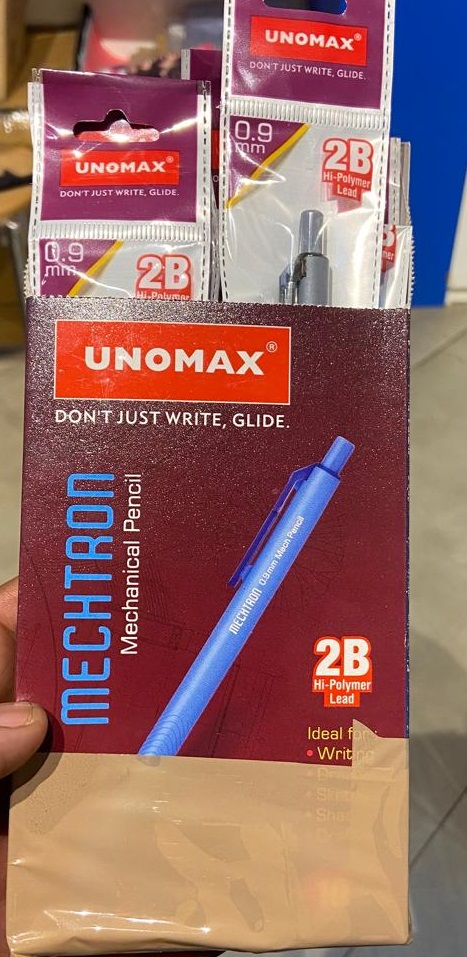 UNOMAX®
DON'T JUST WRITE, GLIDE.
0.9
mm
2B
Hi-Polymer
Lead
UNOMAX®
DON'T JUST WRITE, GLIDE.
0.9
mm
2B
Hi-Polymer
UNOMAX®
DON'T JUST WRITE, GLIDE.
MECHTRON
Mechanical Pencil
MECHTRON 0.9mm Mech Pencil
2B
Hi-Polymer
Lead
Ideal for:
• Writing